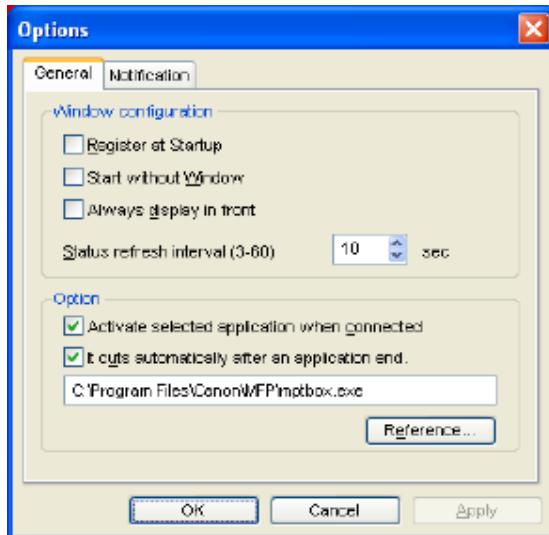 Options
General
Notification
Window configuration
Register at Startup
Start without Window
Always display in front
Status refresh interval (3-60) 10 sec
Option
Activate selected application when connected
It cuts automatically after an application end.
C:\Program Files\Canon\MFP\mptbox.exe
Reference...
OK Cancel Apply